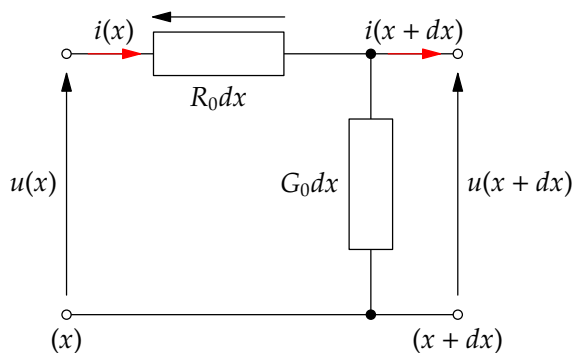 i(x)
i(x + dx)
R₀dx
u(x)
G₀dx
u(x + dx)
(x)
(x + dx)